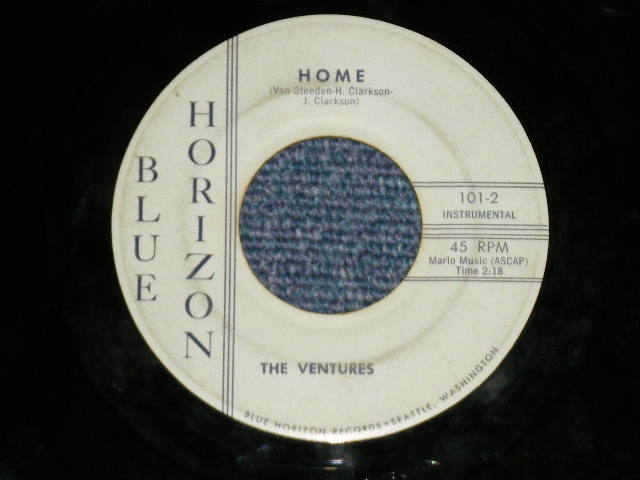 HOME
(Van Steeden-H. Clarkson-
J. Clarkson)
BLUE
HORIZON
101-2
INSTRUMENTAL
45 RPM
Marlo Music (ASCAP)
Time 2:18
THE VENTURES
BLUE HORIZON RECORDS • SEATTLE, WASHINGTON